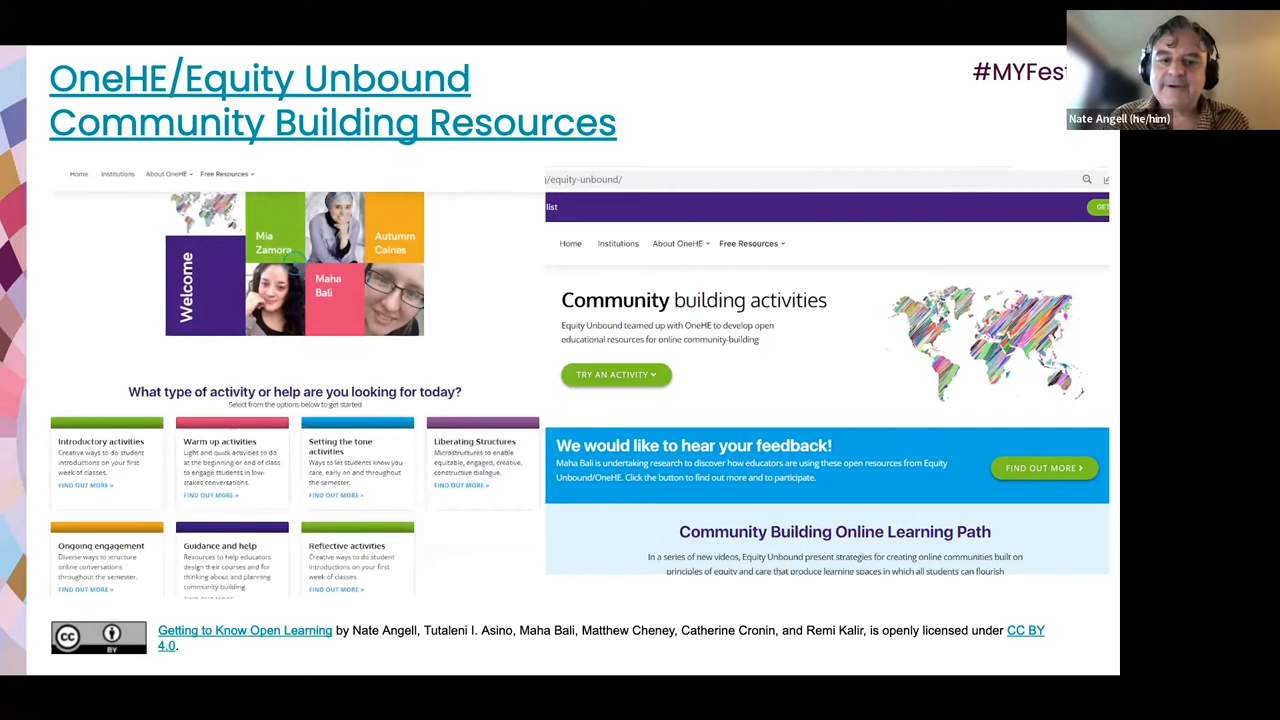 OneHE/Equity Unbound
Community Building Resources
#MYFest
Nate Angell (he/him)
Home Institutions About OneHE Free Resources
Welcome
Mia
Zamora
Autumm
Caines
Maha
Bali
What type of activity or help are you looking for today?
Select from the options below to get started
Introductory activities
Creative ways to do student
introductions on your first
week of classes.
FIND OUT MORE »
Warm up activities
Light and quick activities to do
at the beginning or end of class
to engage students in low-
stakes conversations.
FIND OUT MORE »
Setting the tone
activities
Ways to let students know you
care, early on and throughout
the semester.
FIND OUT MORE »
Liberating Structures
Microstructures to enable
equitable, engaged, creative,
constructive dialogue.
FIND OUT MORE »
Ongoing engagement
Diverse ways to structure
online conversations
throughout the semester.
FIND OUT MORE »
Guidance and help
Resources to help educators
design their courses and for
thinking about and planning
community building.
Reflective activities
Creative ways to do student
introductions on your first
week of classes.
FIND OUT MORE »
/equity-unbound/
list
GET
Home Institutions About OneHE Free Resources
Community building activities
Equity Unbound teamed up with OneHE to develop open
educational resources for online community-building
TRY AN ACTIVITY
We would like to hear your feedback!
Maha Bali is undertaking research to discover how educators are using these open resources from Equity
Unbound/OneHE. Click the button to find out more and to participate.
FIND OUT MORE
Community Building Online Learning Path
In a series of new videos, Equity Unbound present strategies for creating online communities built on
principles of equity and care that produce learning spaces in which all students can flourish
cc BY
Getting to Know Open Learning by Nate Angell, Tutaleni I. Asino, Maha Bali, Matthew Cheney, Catherine Cronin, and Remi Kalir, is openly licensed under CC BY
4.0.